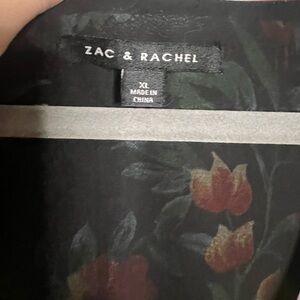 ZAC & RACHEL
XL
MADE IN
CHINA